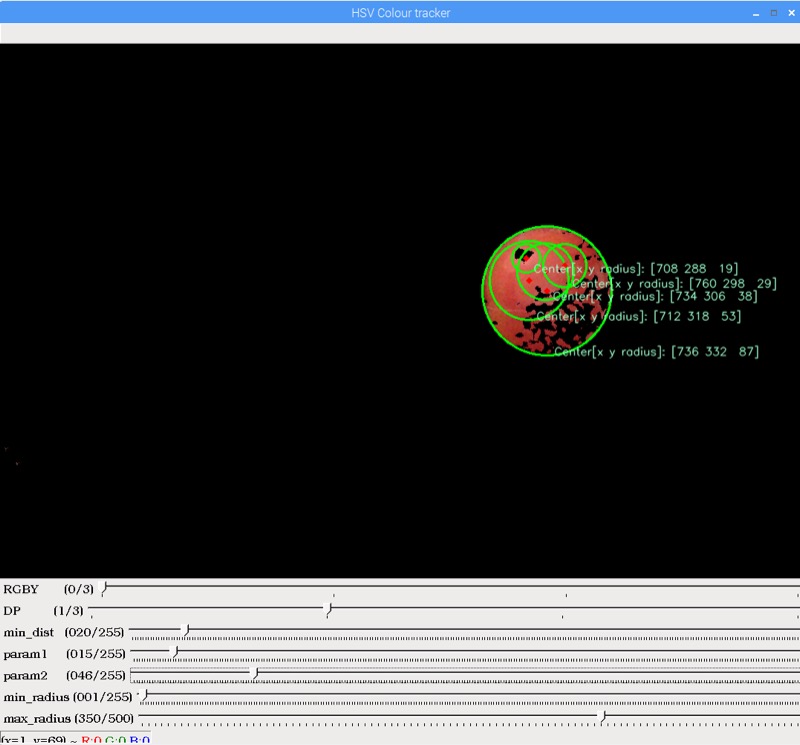 HSV Colour tracker
Center[x y radius]: [708 288 19]
Center[x y radius]: [760 298 29]
Center[x y radius]: [734 306 38]
Center[x y radius]: [712 318 53]
Center[x y radius]: [736 332 87]
RGBY (0/3)
DP (1/3)
min_dist (020/255)
param1 (015/255)
param2 (046/255)
min_radius (001/255)
max_radius (350/500)
(x=1, y=69) ~ R:0 G:0 B:0